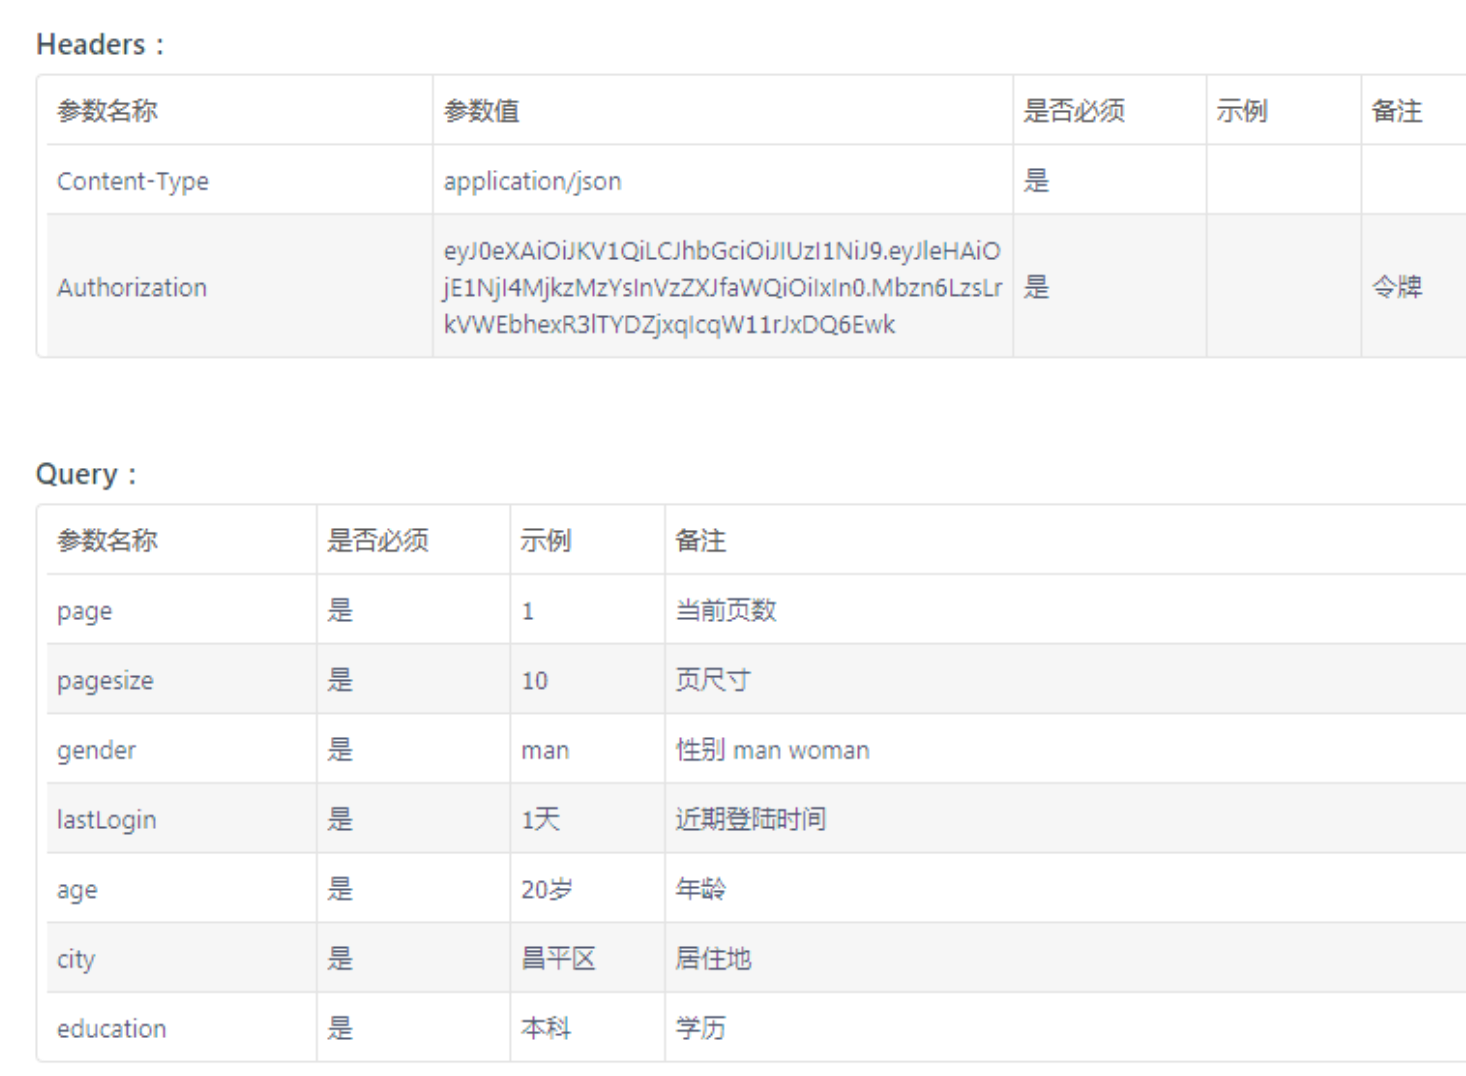 Headers：
参数名称 参数值 是否必须 示例 备注
Content-Type application/json 是
eyJ0eXAiOiJKV1QiLCJhbGciOiJIUzI1NiJ9.eyJleHAiO
Authorization jE1NjI4MjkzMzYsInVzZXJfaWQiOiIxIn0.Mbzn6LzsLr 是 令牌
kVWEbhexR3lTYDZjxqIcqW11rJxDQ6Ewk
Query：
参数名称 是否必须 示例 备注
page 是 1 当前页数
pagesize 是 10 页尺寸
gender 是 man 性别 man woman
lastLogin 是 1天 近期登陆时间
age 是 20岁 年龄
city 是 昌平区 居住地
education 是 本科 学历